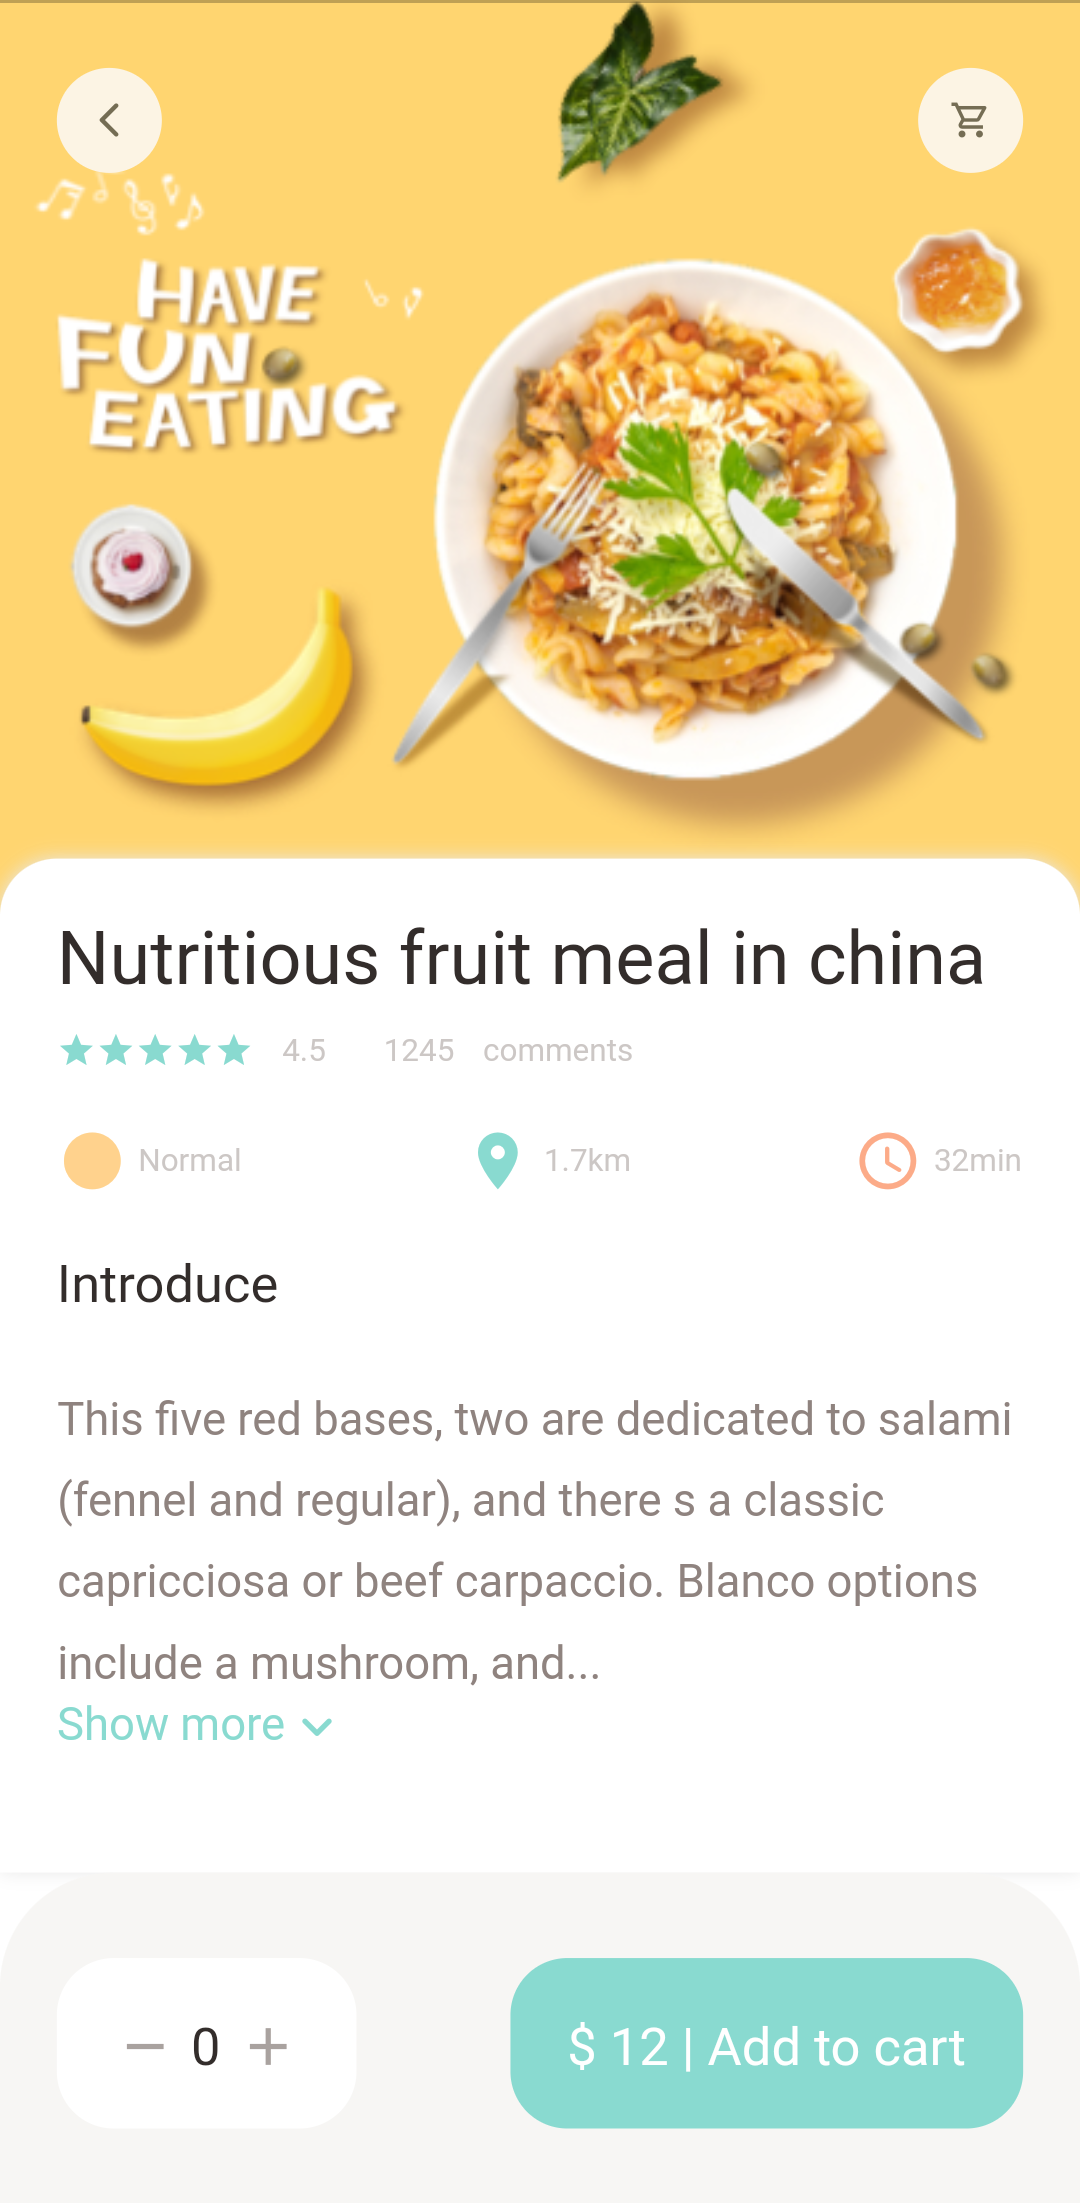 HAVE
FUN
EATING
Nutritious fruit meal in china
4.5 1245 comments
Normal 1.7km 32min
Introduce
This five red bases, two are dedicated to salami
(fennel and regular), and there s a classic
capricciosa or beef carpaccio. Blanco options
include a mushroom, and...
Show more
0 $ 12 | Add to cart